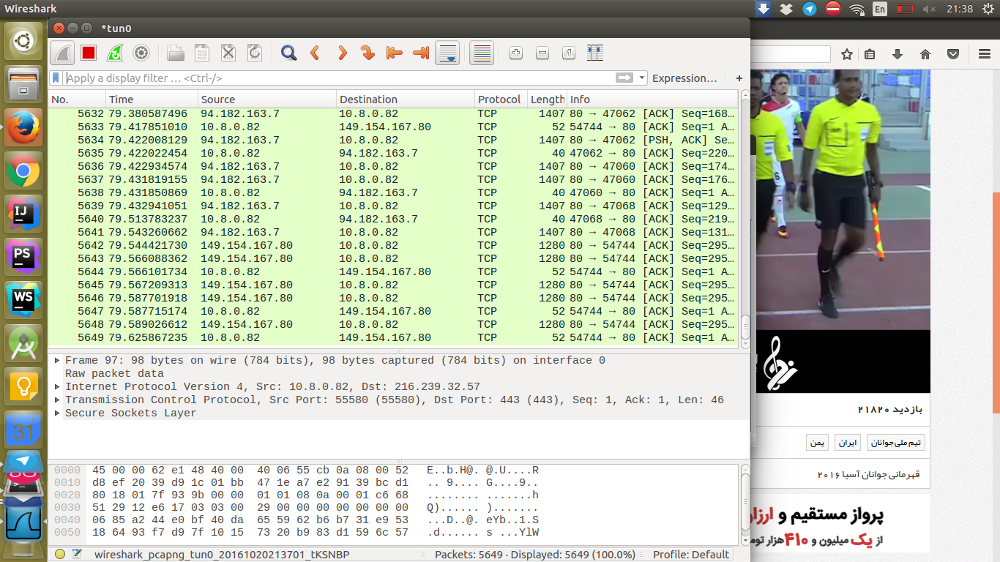 Wireshark
En
21:38
*tun0
Apply a display filter … <Ctrl-/>
Expression…
+
No. Time Source Destination Protocol Length Info
5632 79.380587496 94.182.163.7 10.8.0.82 TCP 1407 80 → 47062 [ACK] Seq=168…
5633 79.417851010 10.8.0.82 149.154.167.80 TCP 52 54744 → 80 [ACK] Seq=1 A…
5634 79.422008129 94.182.163.7 10.8.0.82 TCP 1407 80 → 47062 [PSH, ACK] Se…
5635 79.422022454 10.8.0.82 94.182.163.7 TCP 40 47062 → 80 [ACK] Seq=220…
5636 79.422934574 94.182.163.7 10.8.0.82 TCP 1407 80 → 47060 [ACK] Seq=174…
5637 79.431819155 94.182.163.7 10.8.0.82 TCP 1407 80 → 47060 [ACK] Seq=176…
5638 79.431850869 10.8.0.82 94.182.163.7 TCP 40 47060 → 80 [ACK] Seq=1 A…
5639 79.432941051 94.182.163.7 10.8.0.82 TCP 1407 80 → 47068 [ACK] Seq=129…
5640 79.513783237 10.8.0.82 94.182.163.7 TCP 40 47068 → 80 [ACK] Seq=219…
5641 79.543260662 94.182.163.7 10.8.0.82 TCP 1407 80 → 47068 [ACK] Seq=131…
5642 79.544421730 149.154.167.80 10.8.0.82 TCP 1280 80 → 54744 [ACK] Seq=295…
5643 79.566088362 149.154.167.80 10.8.0.82 TCP 1280 80 → 54744 [ACK] Seq=295…
5644 79.566101734 10.8.0.82 149.154.167.80 TCP 52 54744 → 80 [ACK] Seq=1 A…
5645 79.567209313 149.154.167.80 10.8.0.82 TCP 1280 80 → 54744 [ACK] Seq=295…
5646 79.587701918 149.154.167.80 10.8.0.82 TCP 1280 80 → 54744 [ACK] Seq=295…
5647 79.587715174 10.8.0.82 149.154.167.80 TCP 52 54744 → 80 [ACK] Seq=1 A…
5648 79.589026612 149.154.167.80 10.8.0.82 TCP 1280 80 → 54744 [ACK] Seq=295…
5649 79.625867235 10.8.0.82 149.154.167.80 TCP 52 54744 → 80 [ACK] Seq=1 A…
Frame 97: 98 bytes on wire (784 bits), 98 bytes captured (784 bits) on interface 0
Raw packet data
Internet Protocol Version 4, Src: 10.8.0.82, Dst: 216.239.32.57
Transmission Control Protocol, Src Port: 55580 (55580), Dst Port: 443 (443), Seq: 1, Ack: 1, Len: 46
Secure Sockets Layer
0000 45 00 00 62 e1 48 40 00 40 06 55 cb 0a 08 00 52 E..b.H@. @.U....R
0010 d8 ef 20 39 d9 1c 01 bb 47 1e a7 e2 91 39 bc d1 .. 9.... G....9..
0020 80 18 01 7f 93 9b 00 00 01 01 08 0a 00 01 c6 68 ........ .......h
0030 51 29 12 e6 17 03 03 00 29 00 00 00 00 00 00 00 Q)...... ).......
0040 06 85 a2 44 e0 bf 40 da 65 59 62 b6 b7 31 e9 53 ...D..@. eYb..1.S
0050 18 64 93 f7 d9 7f 10 15 73 20 b9 83 d1 59 6c 57 .d...... s ...YlW
wireshark_pcapng_tun0_20161020213701_tKSNBP
Packets: 5649 · Displayed: 5649 (100.0%)
Profile: Default
IJ
PS
WS
31
6
بازدید ۲۱۸۲۰
تیم ملی جوانان
ایران
یمن
قهرمانی جوانان آسیا ۲۰۱۶
پرواز مستقیم و ارزان
از یک میلیون و ۴۱۰ هزار توم